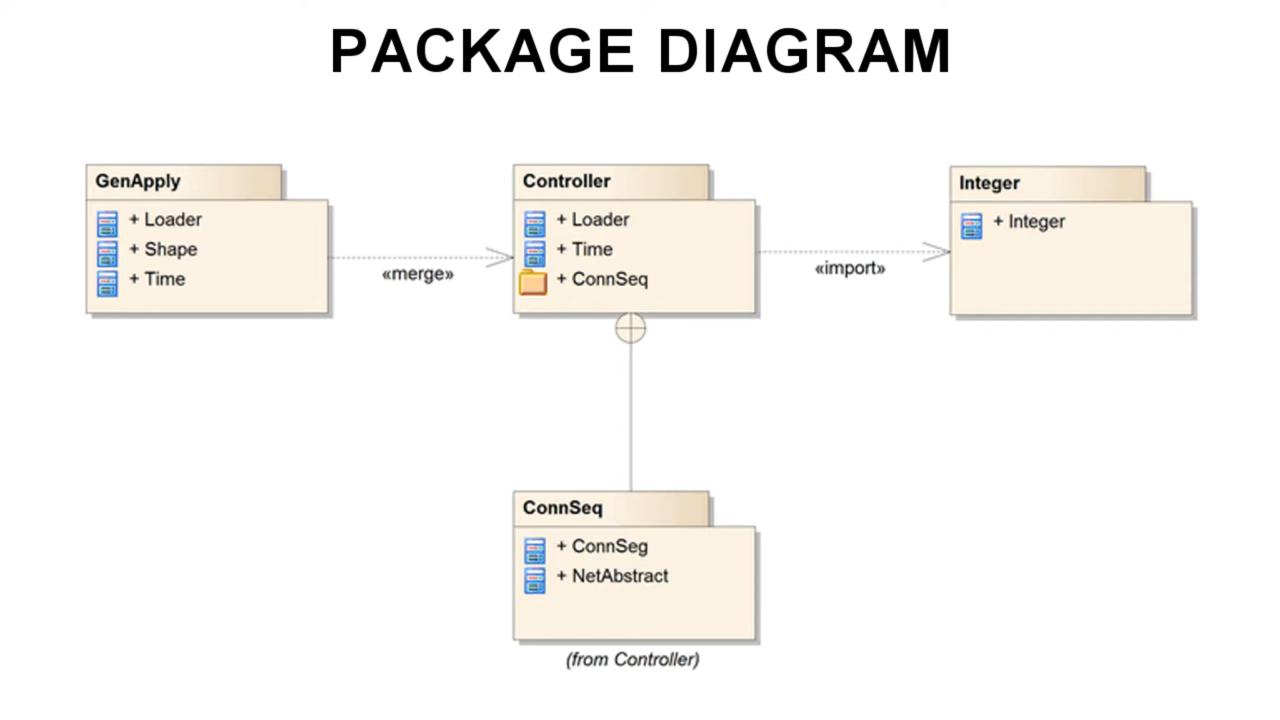 PACKAGE DIAGRAM
GenApply
+ Loader
+ Shape
+ Time
«merge»
Controller
+ Loader
+ Time
+ ConnSeq
«import»
Integer
+ Integer
ConnSeq
+ ConnSeg
+ NetAbstract
(from Controller)